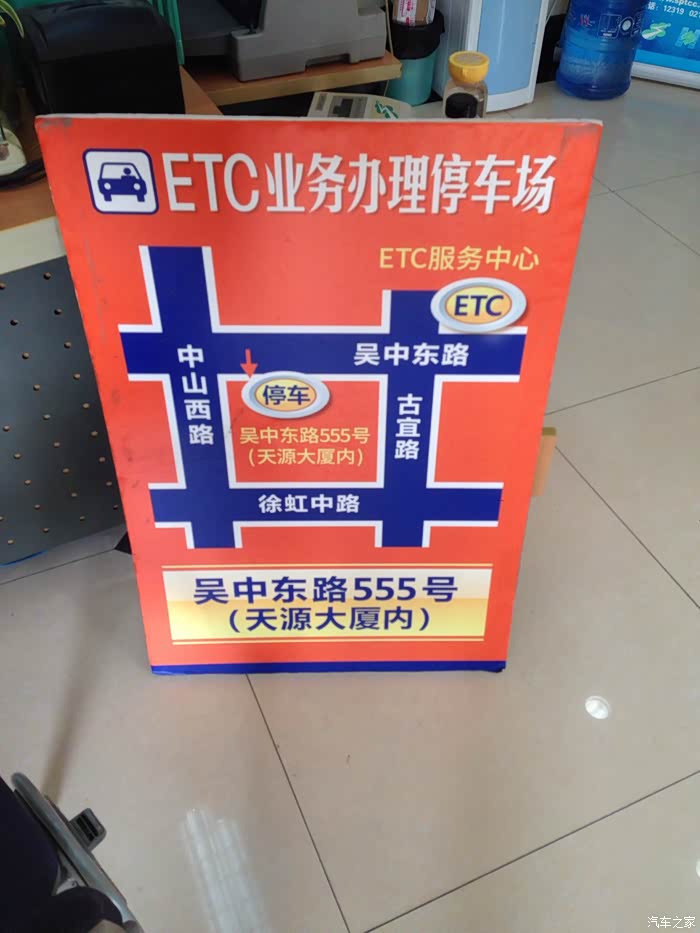 .sptcc.
12319 021
ETC业务办理停车场
ETC服务中心
ETC
吴中东路
中山西路
停车
古宜路
吴中东路555号
(天源大厦内)
徐虹中路
吴中东路555号
(天源大厦内)
汽车之家